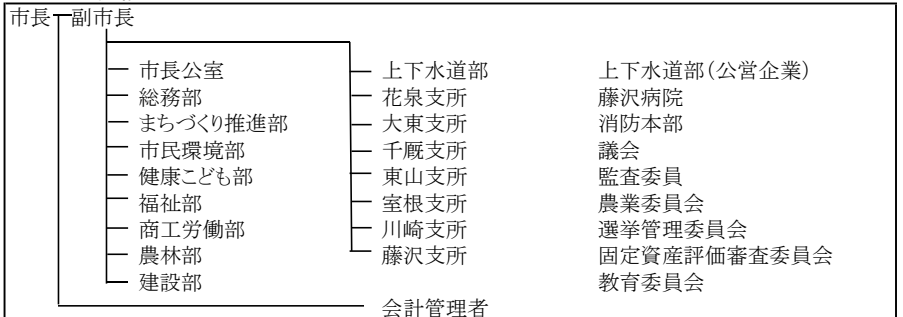 市長 副市長
市長公室 上下水道部 上下水道部（公営企業）
総務部 花泉支所 藤沢病院
まちづくり推進部 大東支所 消防本部
市民環境部 千厩支所 議会
健康こども部 東山支所 監査委員
福祉部 室根支所 農業委員会
商工労働部 川崎支所 選挙管理委員会
農林部 藤沢支所 固定資産評価審査委員会
建設部 教育委員会
会計管理者